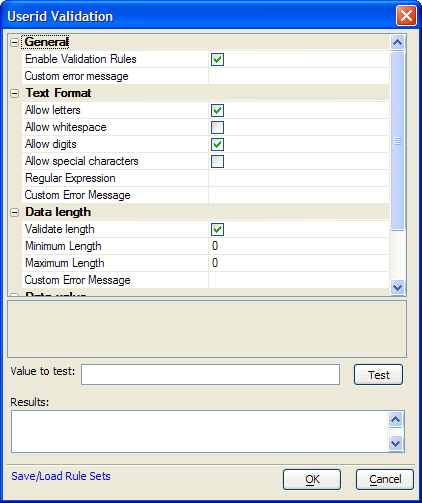 Userid Validation
General
Enable Validation Rules
Custom error message
Text Format
Allow letters
Allow whitespace
Allow digits
Allow special characters
Regular Expression
Custom Error Message
Data length
Validate length
Minimum Length 0
Maximum Length 0
Custom Error Message
Data value
Value to test: Test
Results:
Save/Load Rule Sets OK Cancel